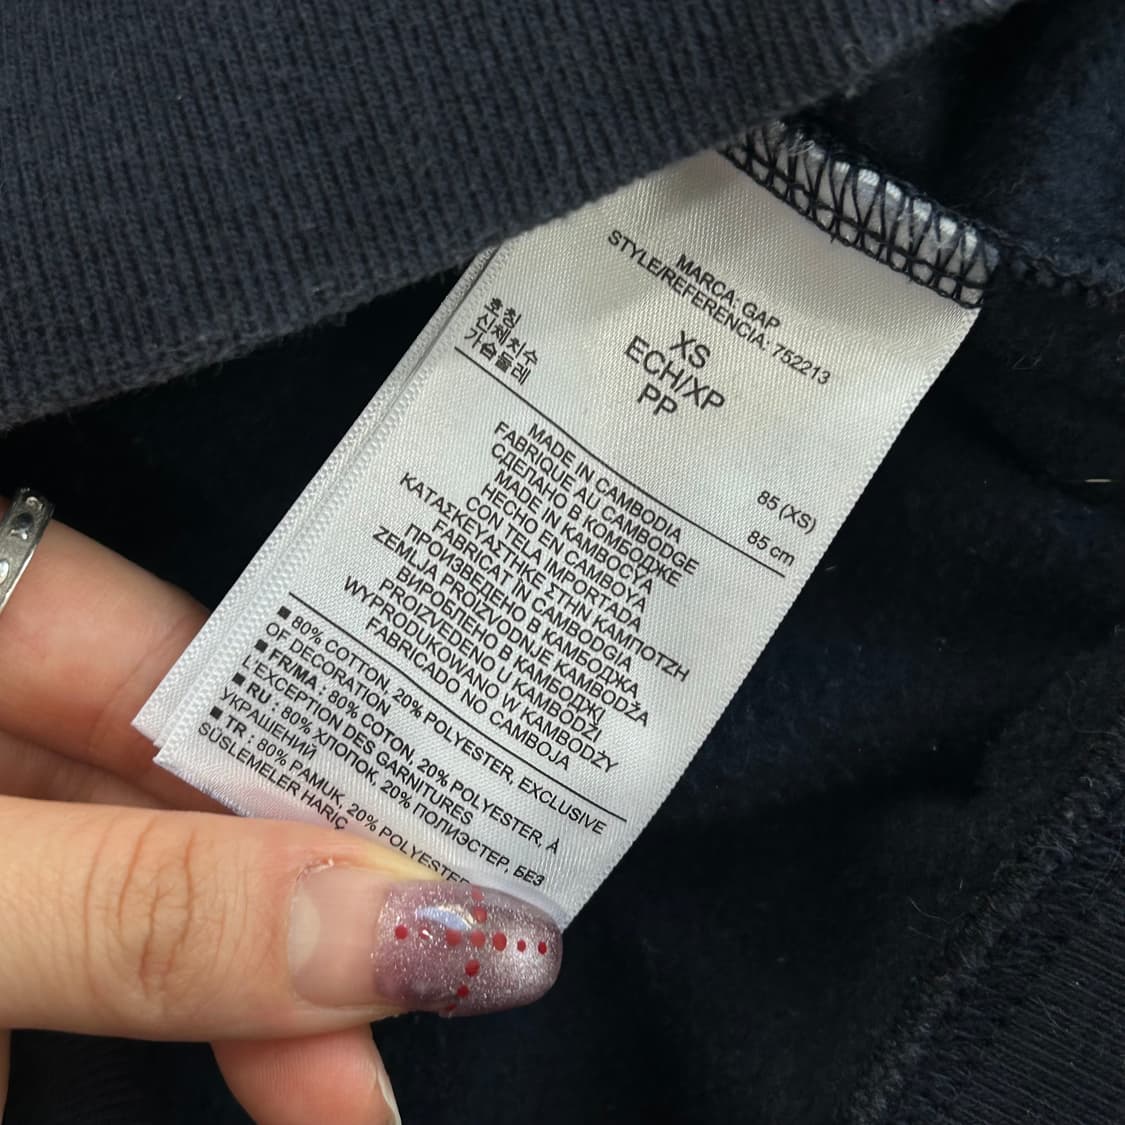 MARCA: GAP
STYLE/REFERENCIA: 752213
XS
ECH/XP
PP
호칭 85 (XS)
신체치수
가슴둘레 85 cm
MADE IN CAMBODIA
FABRIQUE AU CAMBODGE
СДЕЛАНО В КОМБОДЖЕ
MADE IN KAMBOÇYA
HECHO EN CAMBOYA
CON TELA IMPORTADA
ΚΑΤΑΣΚΕΥΑΣΤΗΚΕ ΣΤΗΝ ΚΑΜΠΟΤΖΗ
FABRICAT IN CAMBODGIA
ПРОИЗВЕДЕНО В КАМБОДЖА
ZEMLJA PROIZVODNJE KAMBODŽA
ВИРОБЛЕНО В КАМБОДЖІ
PROIZVEDENO U KAMBODŽI
WYPRODUKOWANO W KAMBODŻY
FABRICADO NO CAMBOJA
■ 80% COTTON, 20% POLYESTER, EXCLUSIVE
OF DECORATION
■ FR/MA : 80% COTON, 20% POLYESTER, À
L'EXCEPTION DES GARNITURES
■ RU : 80% ХЛОПОК, 20% ПОЛИЭСТЕР, БЕЗ
УКРАШЕНИЙ
■ TR : 80% PAMUK, 20% POLYESTER
SÜSLEMELER HARİÇ